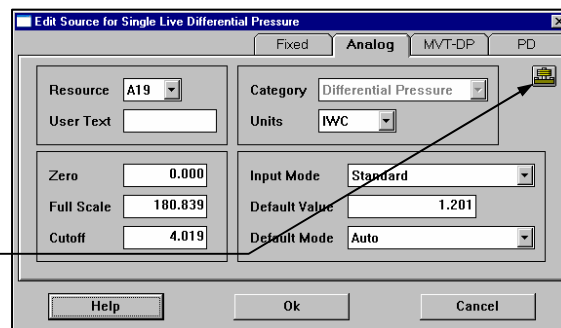 Edit Source for Single Live Differential Pressure
Fixed
Analog
MVT-DP
PD
Resource A19
User Text
Category Differential Pressure
Units IWC
Zero 0.000
Full Scale 180.839
Cutoff 4.019
Input Mode Standard
Default Value 1.201
Default Mode Auto
Help
Ok
Cancel